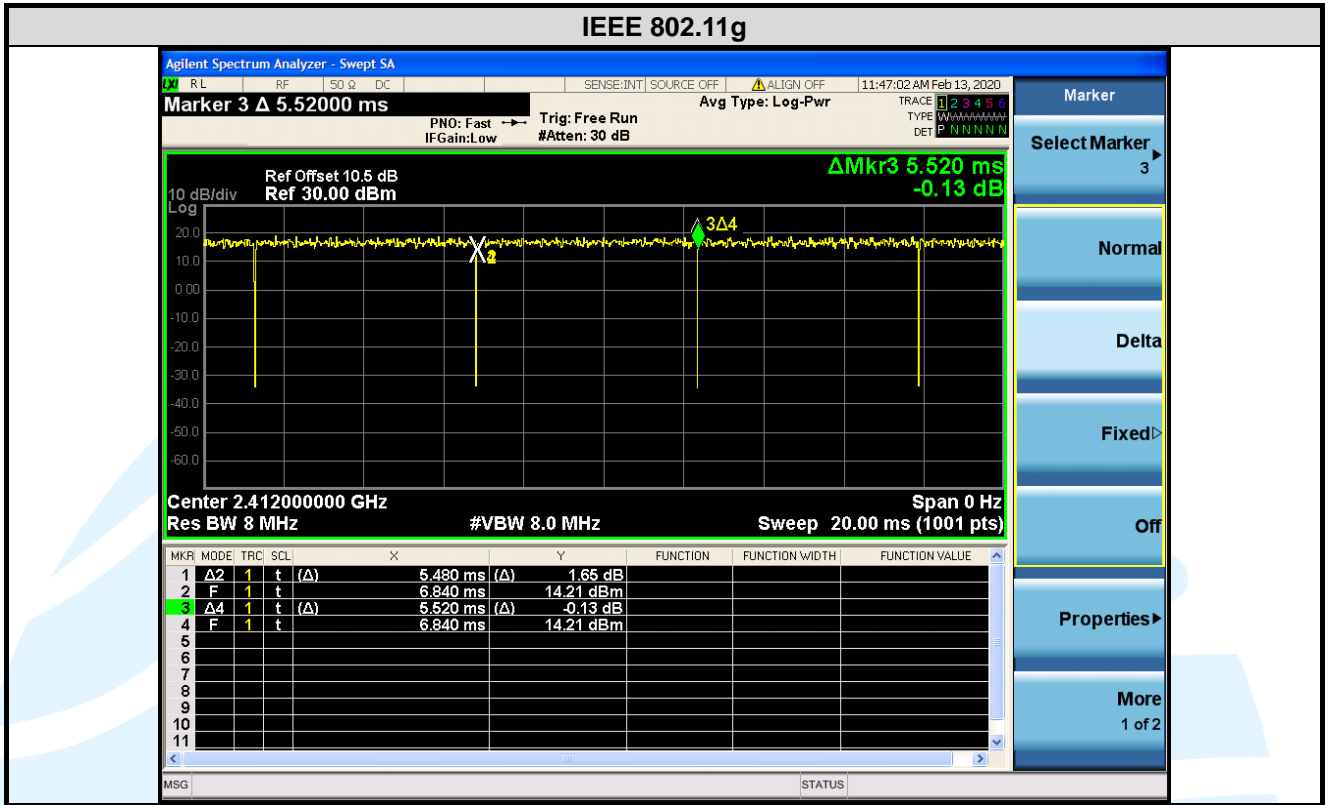 IEEE 802.11g
Agilent Spectrum Analyzer - Swept SA
LXI RL RF 50 Ω DC SENSE:INT SOURCE OFF ⚠ALIGN OFF 11:47:02 AM Feb 13, 2020
Marker 3 Δ 5.52000 ms
PNO: Fast
IFGain:Low
Trig: Free Run
#Atten: 30 dB
Avg Type: Log-Pwr
TRACE 1 2 3 4 5 6
TYPE
DET P N N N N N
ΔMkr3 5.520 ms
-0.13 dB
Ref Offset 10.5 dB
10 dB/div Ref 30.00 dBm
Log
20.0
10.0
0.00
-10.0
-20.0
-30.0
-40.0
-50.0
-60.0
3Δ4
Center 2.412000000 GHz Span 0 Hz
Res BW 8 MHz #VBW 8.0 MHz Sweep 20.00 ms (1001 pts)
MKR MODE TRC SCL X Y FUNCTION FUNCTION WIDTH FUNCTION VALUE
1 Δ2 1 t (Δ) 5.480 ms (Δ) 1.65 dB
2 F 1 t 6.840 ms 14.21 dBm
3 Δ4 1 t (Δ) 5.520 ms (Δ) -0.13 dB
4 F 1 t 6.840 ms 14.21 dBm
5
6
7
8
9
10
11
MSG STATUS
Marker
Select Marker
3
Normal
Delta
Fixed
Off
Properties
More
1 of 2